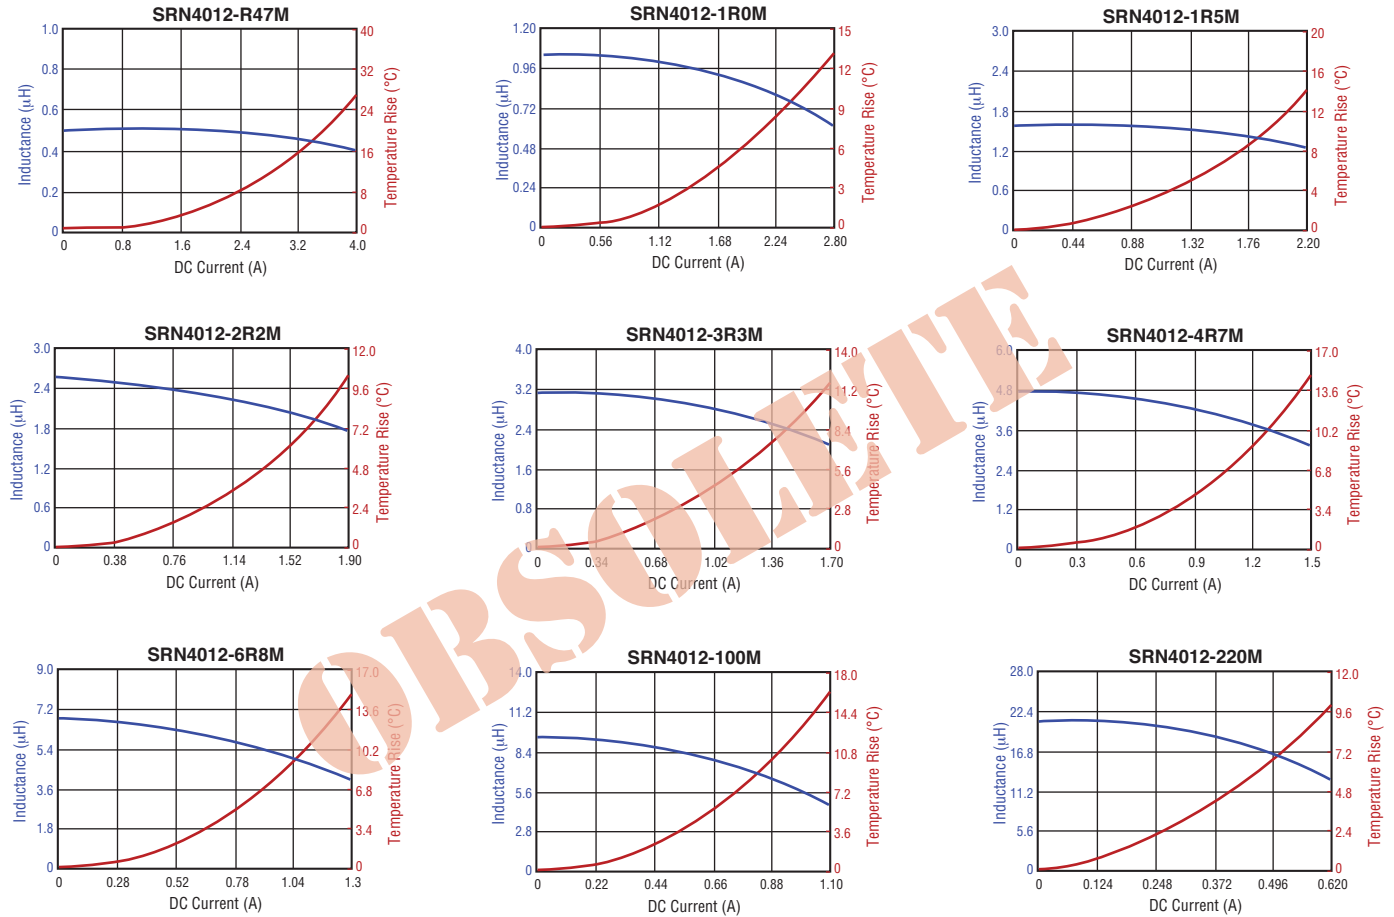 SRN4012-R47M
1.0
0.8
0.6
0.4
0.2
0
Inductance (µH)
40
32
24
16
8
0
Temperature Rise (°C)
0 0.8 1.6 2.4 3.2 4.0
DC Current (A)
SRN4012-1R0M
1.20
0.96
0.72
0.48
0.24
0
Inductance (µH)
15
12
9
6
3
0
Temperature Rise (°C)
0 0.56 1.12 1.68 2.24 2.80
DC Current (A)
SRN4012-1R5M
3.0
2.4
1.8
1.2
0.6
0
Inductance (µH)
20
16
12
8
4
0
Temperature Rise (°C)
0 0.44 0.88 1.32 1.76 2.20
DC Current (A)
SRN4012-2R2M
3.0
2.4
1.8
1.2
0.6
0
Inductance (µH)
12.0
9.6
7.2
4.8
2.4
0
Temperature Rise (°C)
0 0.38 0.76 1.14 1.52 1.90
DC Current (A)
SRN4012-3R3M
4.0
3.2
2.4
1.6
0.8
0
Inductance (µH)
14.0
11.2
8.4
5.6
2.8
0
Temperature Rise (°C)
0 0.34 0.68 1.02 1.36 1.70
DC Current (A)
SRN4012-4R7M
6.0
4.8
3.6
2.4
1.2
0
Inductance (µH)
17.0
13.6
10.2
6.8
3.4
0
Temperature Rise (°C)
0 0.3 0.6 0.9 1.2 1.5
DC Current (A)
OBSOLETE
SRN4012-6R8M
9.0
7.2
5.4
3.6
1.8
0
Inductance (µH)
17.0
13.6
10.2
6.8
3.4
0
Temperature Rise (°C)
0 0.28 0.52 0.78 1.04 1.3
DC Current (A)
SRN4012-100M
14.0
11.2
8.4
5.6
2.8
0
Inductance (µH)
18.0
14.4
10.8
7.2
3.6
0
Temperature Rise (°C)
0 0.22 0.44 0.66 0.88 1.10
DC Current (A)
SRN4012-220M
28.0
22.4
16.8
11.2
5.6
0
Inductance (µH)
12.0
9.6
7.2
4.8
2.4
0
Temperature Rise (°C)
0 0.124 0.248 0.372 0.496 0.620
DC Current (A)